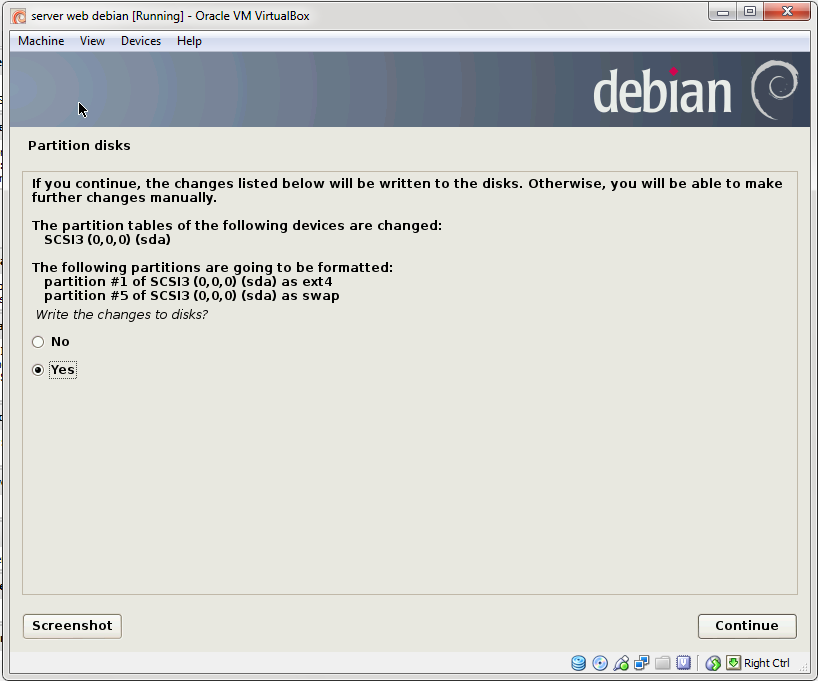 server web debian [Running] - Oracle VM VirtualBox
Machine View Devices Help
debian
Partition disks
If you continue, the changes listed below will be written to the disks. Otherwise, you will be able to make
further changes manually.
The partition tables of the following devices are changed:
SCSI3 (0,0,0) (sda)
The following partitions are going to be formatted:
partition #1 of SCSI3 (0,0,0) (sda) as ext4
partition #5 of SCSI3 (0,0,0) (sda) as swap
Write the changes to disks?
No
Yes
Screenshot Continue
Right Ctrl